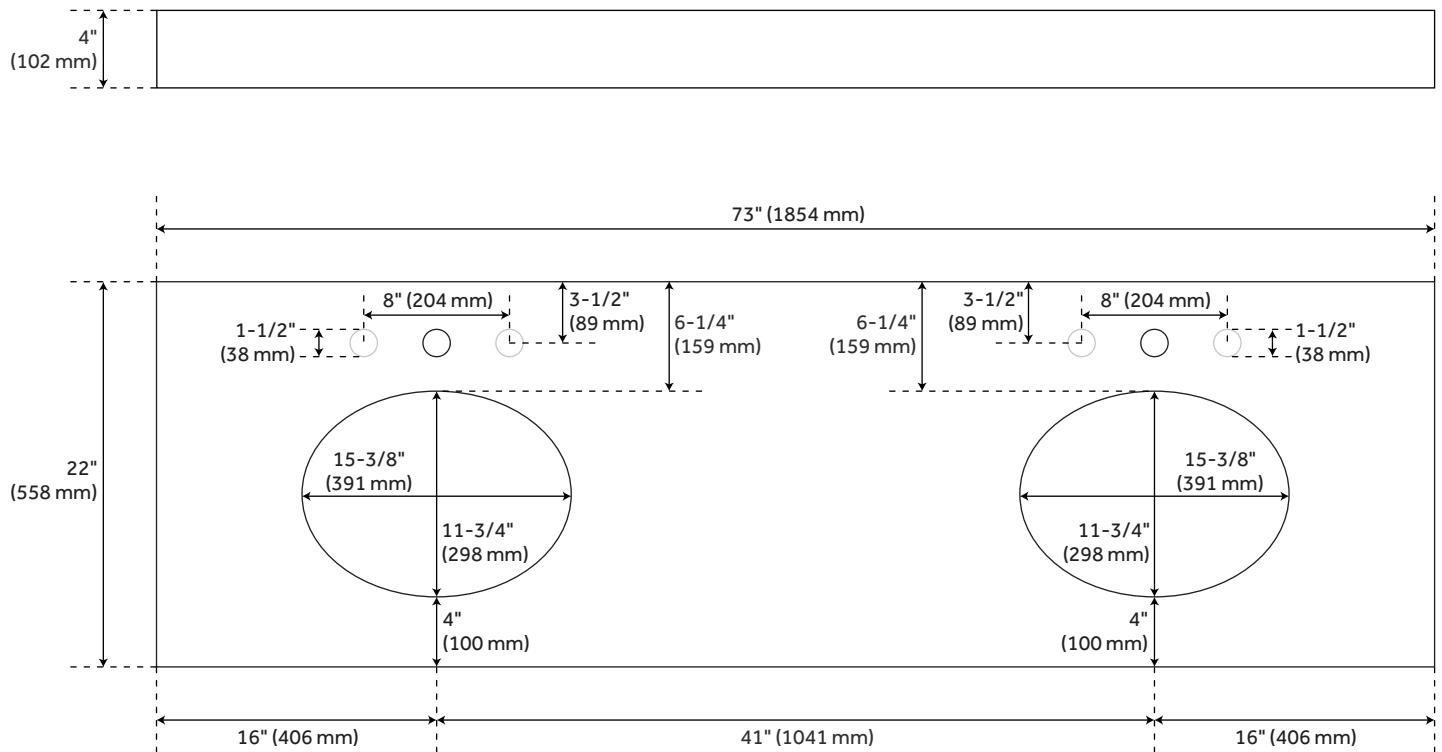 4"
(102 mm)
73" (1854 mm)
8" (204 mm)
3-1/2"
(89 mm)
6-1/4"
(159 mm)
1-1/2"
(38 mm)
3-1/2"
(89 mm)
8" (204 mm)
6-1/4"
(159 mm)
1-1/2"
(38 mm)
22"
(558 mm)
15-3/8"
(391 mm)
11-3/4"
(298 mm)
4"
(100 mm)
15-3/8"
(391 mm)
11-3/4"
(298 mm)
4"
(100 mm)
16" (406 mm)
41" (1041 mm)
16" (406 mm)